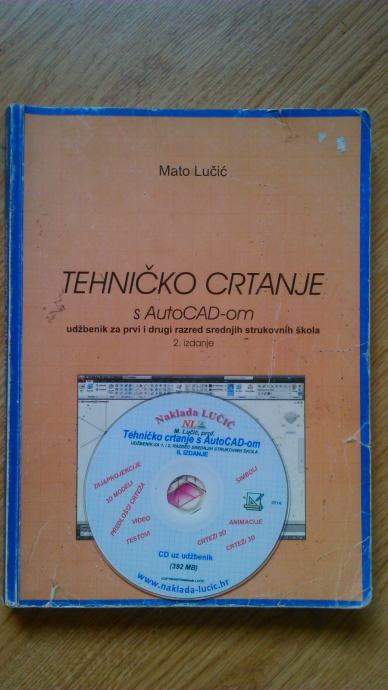 Mato Lučić
TEHNIČKO CRTANJE
s AutoCAD-om
udžbenik za prvi i drugi razred srednjih strukovnih škola
2. izdanje
Naklada LUČIĆ
NL
M. Lučić, prof.
Tehničko crtanje s AutoCAD-om
UDŽBENIK ZA 1. I 2. RAZRED SREDNJIH STRUKOVNIH ŠKOLA
II. IZDANJE
DIJAPROJEKCIJE
SIMBOLI
3D MODELI
PREDLOŠCI CRTEŽA
VIDEO
ANIMACIJE
TESTOVI
CRTEŽI 2D
CRTEŽI 3D
CD uz udžbenik
(392 MB)
www.naklada-lucic.hr